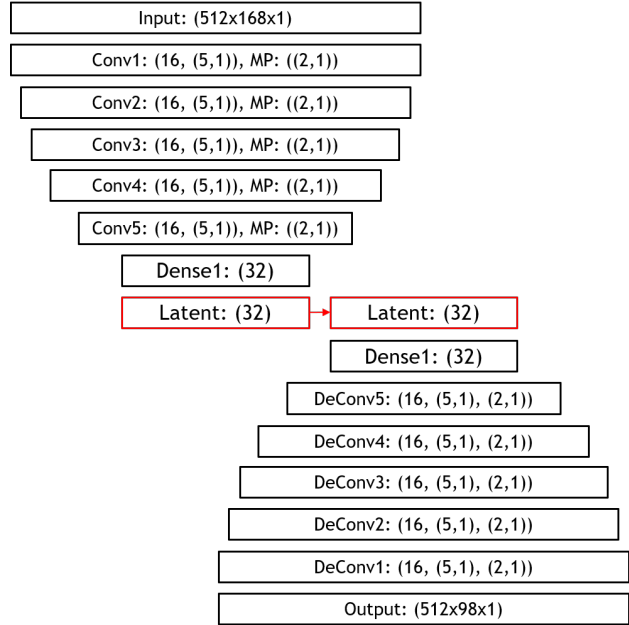 Input: (512x168x1)
Conv1: (16, (5,1)), MP: ((2,1))
Conv2: (16, (5,1)), MP: ((2,1))
Conv3: (16, (5,1)), MP: ((2,1))
Conv4: (16, (5,1)), MP: ((2,1))
Conv5: (16, (5,1)), MP: ((2,1))
Dense1: (32)
Latent: (32)
Latent: (32)
Dense1: (32)
DeConv5: (16, (5,1), (2,1))
DeConv4: (16, (5,1), (2,1))
DeConv3: (16, (5,1), (2,1))
DeConv2: (16, (5,1), (2,1))
DeConv1: (16, (5,1), (2,1))
Output: (512x98x1)